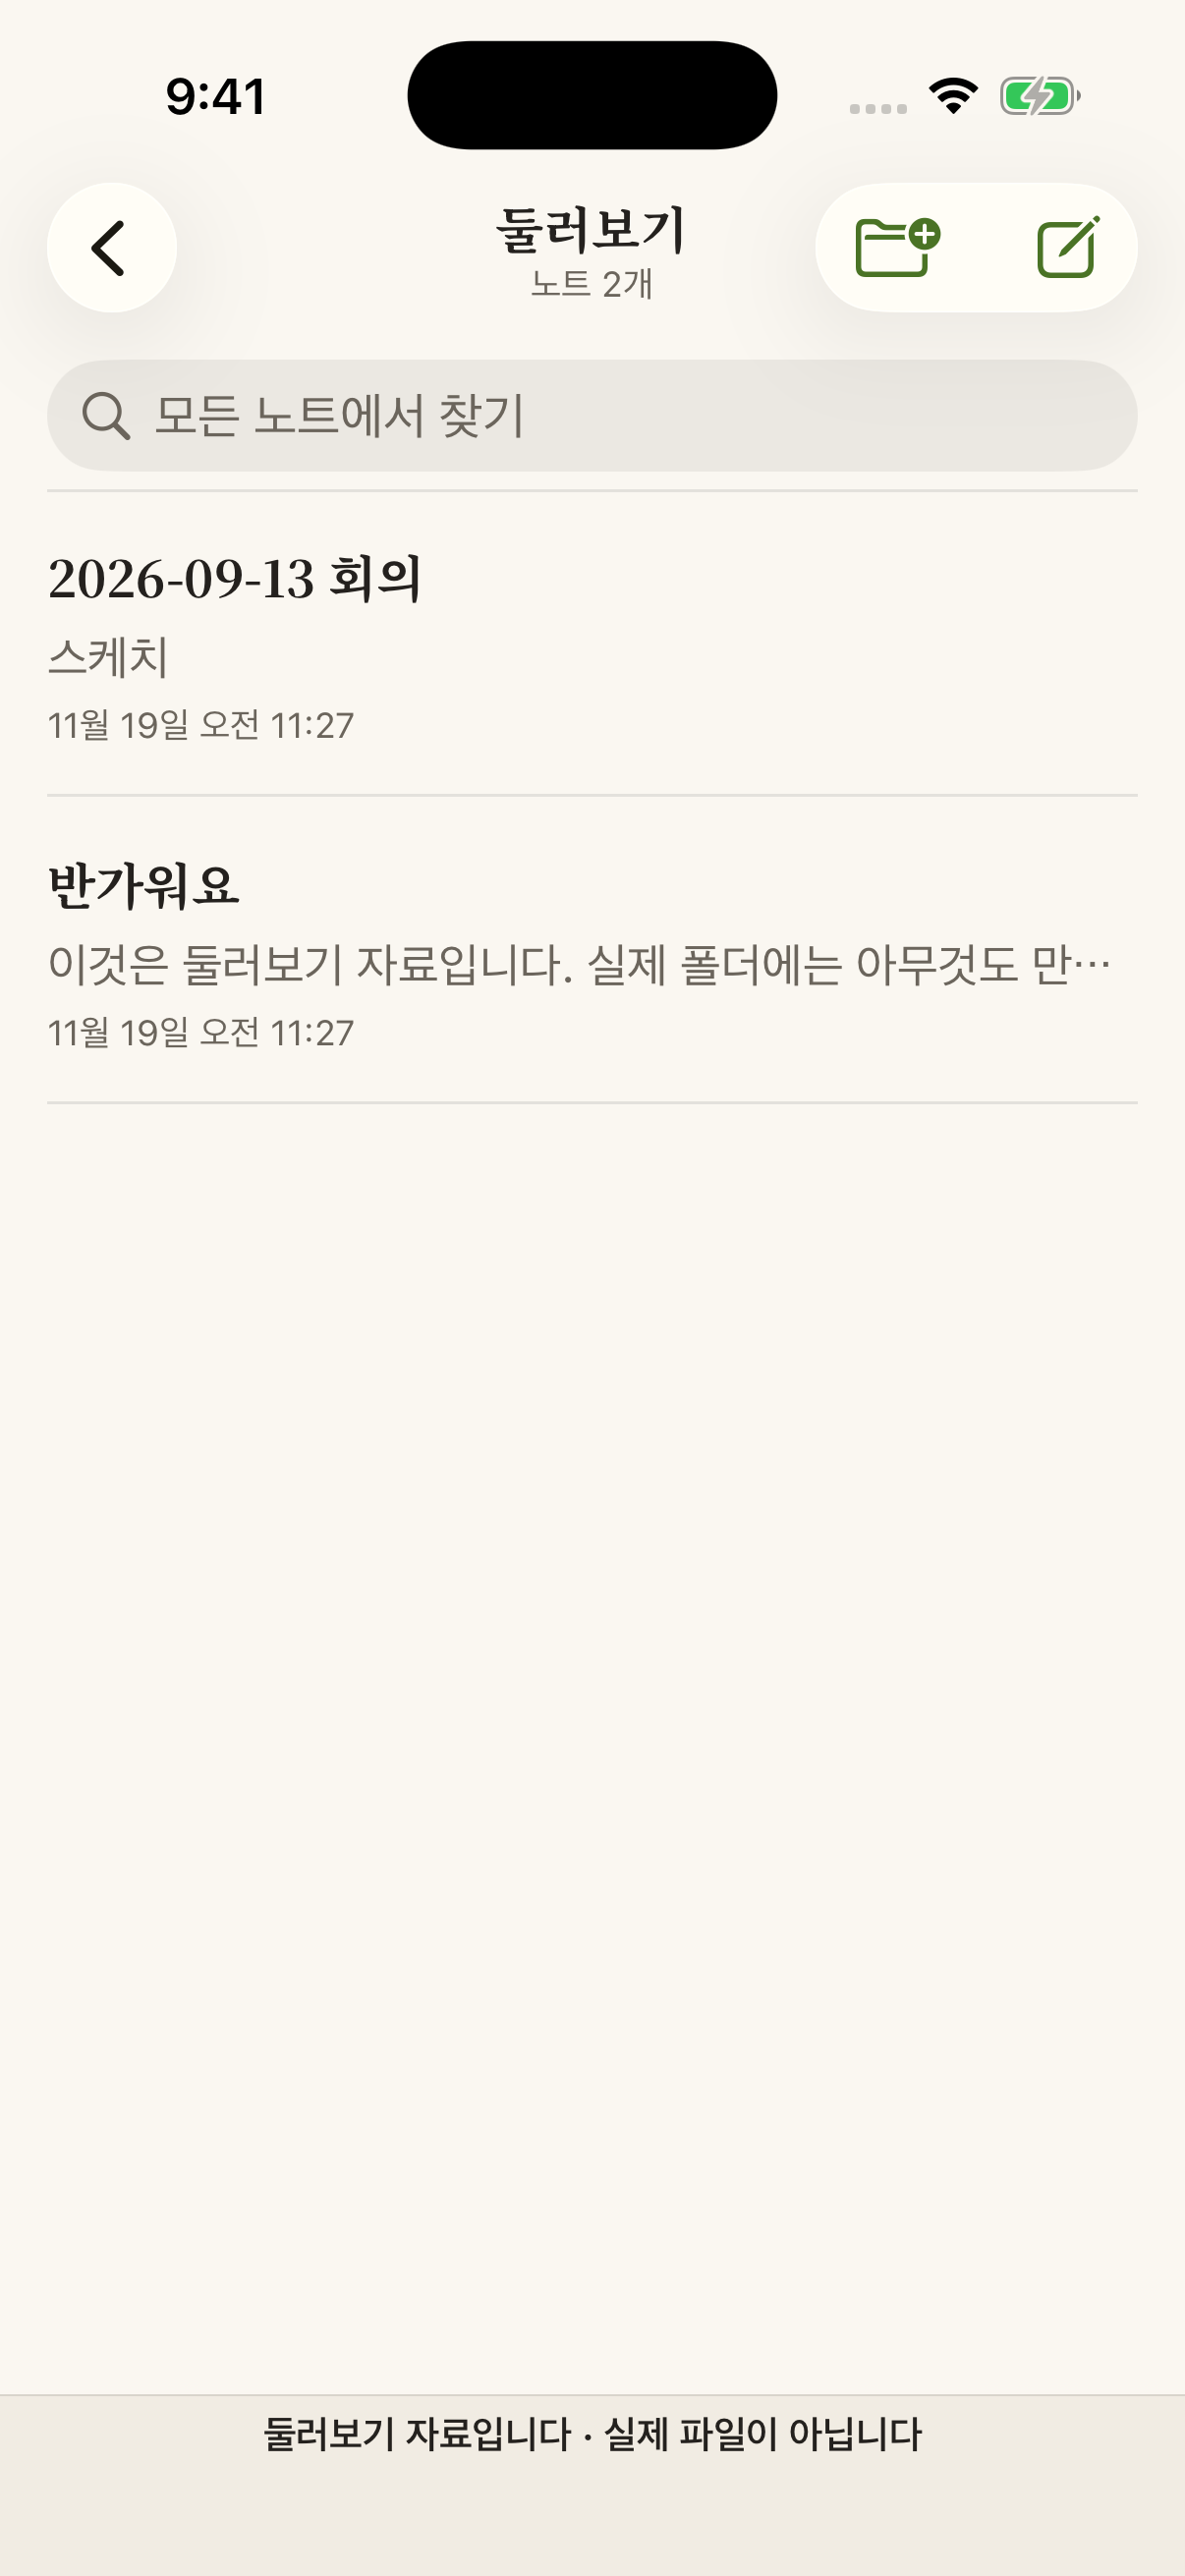 9:41
둘러보기
노트 2개
모든 노트에서 찾기
2026-09-13 회의
스케치
11월 19일 오전 11:27
반가워요
이것은 둘러보기 자료입니다. 실제 폴더에는 아무것도 만…
11월 19일 오전 11:27
둘러보기 자료입니다 · 실제 파일이 아닙니다